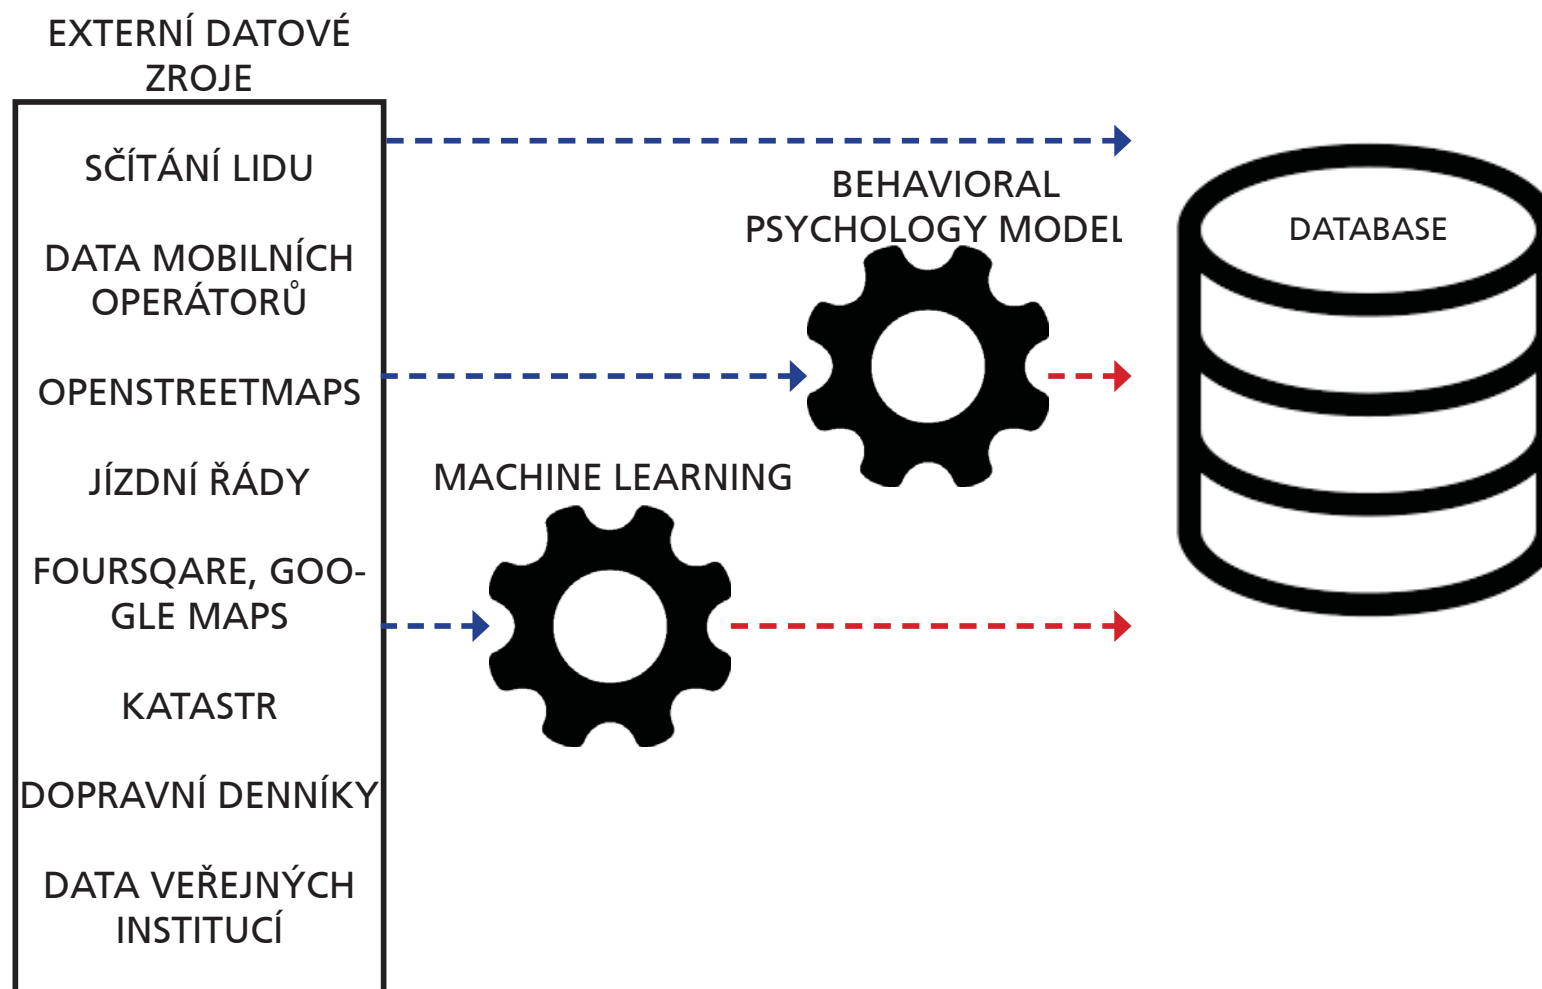 EXTERNÍ DATOVÉ
ZROJE
SČÍTÁNÍ LIDU
DATA MOBILNÍCH
OPERÁTORŮ
OPENSTREETMAPS
JÍZDNÍ ŘÁDY
FOURSQARE, GOO-
GLE MAPS
KATASTR
DOPRAVNÍ DENNÍKY
DATA VEŘEJNÝCH
INSTITUCÍ
MACHINE LEARNING
BEHAVIORAL
PSYCHOLOGY MODEL
DATABASE